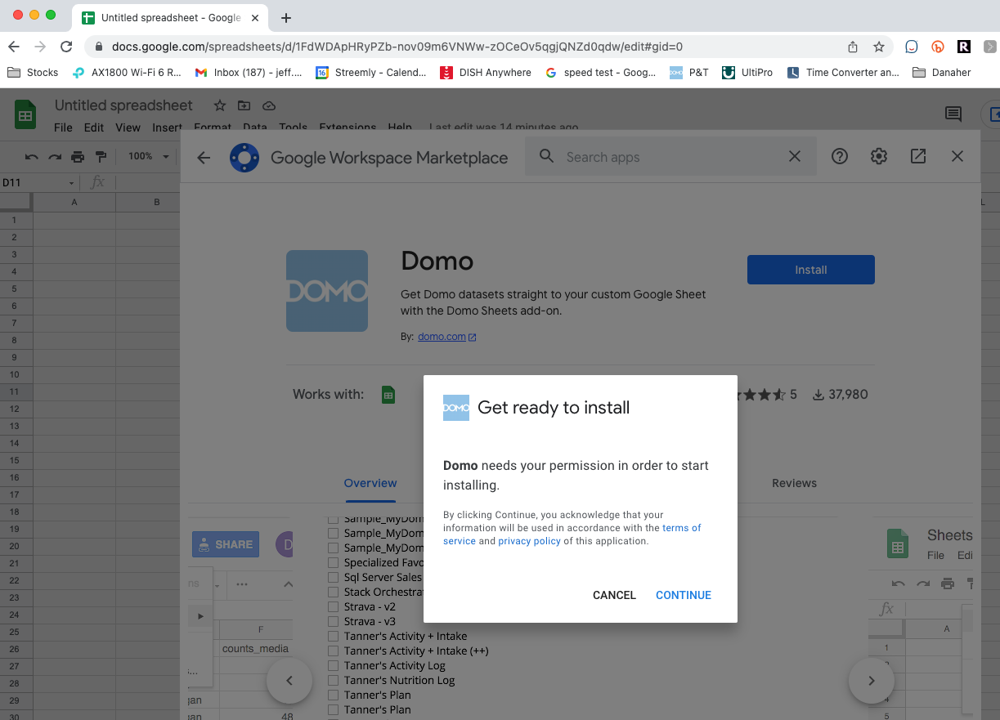 Untitled spreadsheet - Google
docs.google.com/spreadsheets/d/1FdWDApHRyPZb-nov09m6VNWw-zOCeOv5qgjQNZd0qdw/edit#gid=0
Stocks AX1800 Wi-Fi 6 R... Inbox (187) - jeff.... 16 Streemly - Calend... DISH Anywhere speed test - Goog... DOMO P&T UltiPro Time Converter an... Danaher
Untitled spreadsheet
File Edit View Insert Format Data Tools Extensions Help Last edit was 14 minutes ago
100%
Google Workspace Marketplace Search apps
D11 fx
A B L
1
2
3
4
5
6
7
8
9
10
11
12
13
14
15
16
17
18
19
20
21
22
23
24
25
26
27
28
29
30
DOMO
Domo
Install
Get Domo datasets straight to your custom Google Sheet
with the Domo Sheets add-on.
By: domo.com
Works with: 5 37,980
DOMO Get ready to install
Domo needs your permission in order to start
installing.
By clicking Continue, you acknowledge that your
information will be used in accordance with the terms of
service and privacy policy of this application.
CANCEL CONTINUE
Overview Reviews
SHARE D
ns
F
counts_media
...
gan
gan 48
Sample_MyDom
Sample_MyDom
Sample_MyDom
Specialized Favo
Sql Server Sales
Stack Orchestra
Strava - v2
Strava - v3
Tanner's Activity + Intake
Tanner's Activity + Intake (++)
Tanner's Activity Log
Tanner's Nutrition Log
Tanner's Plan
Tanner's Plan
Sheets
File Edi
fx
A
1
2
4
5